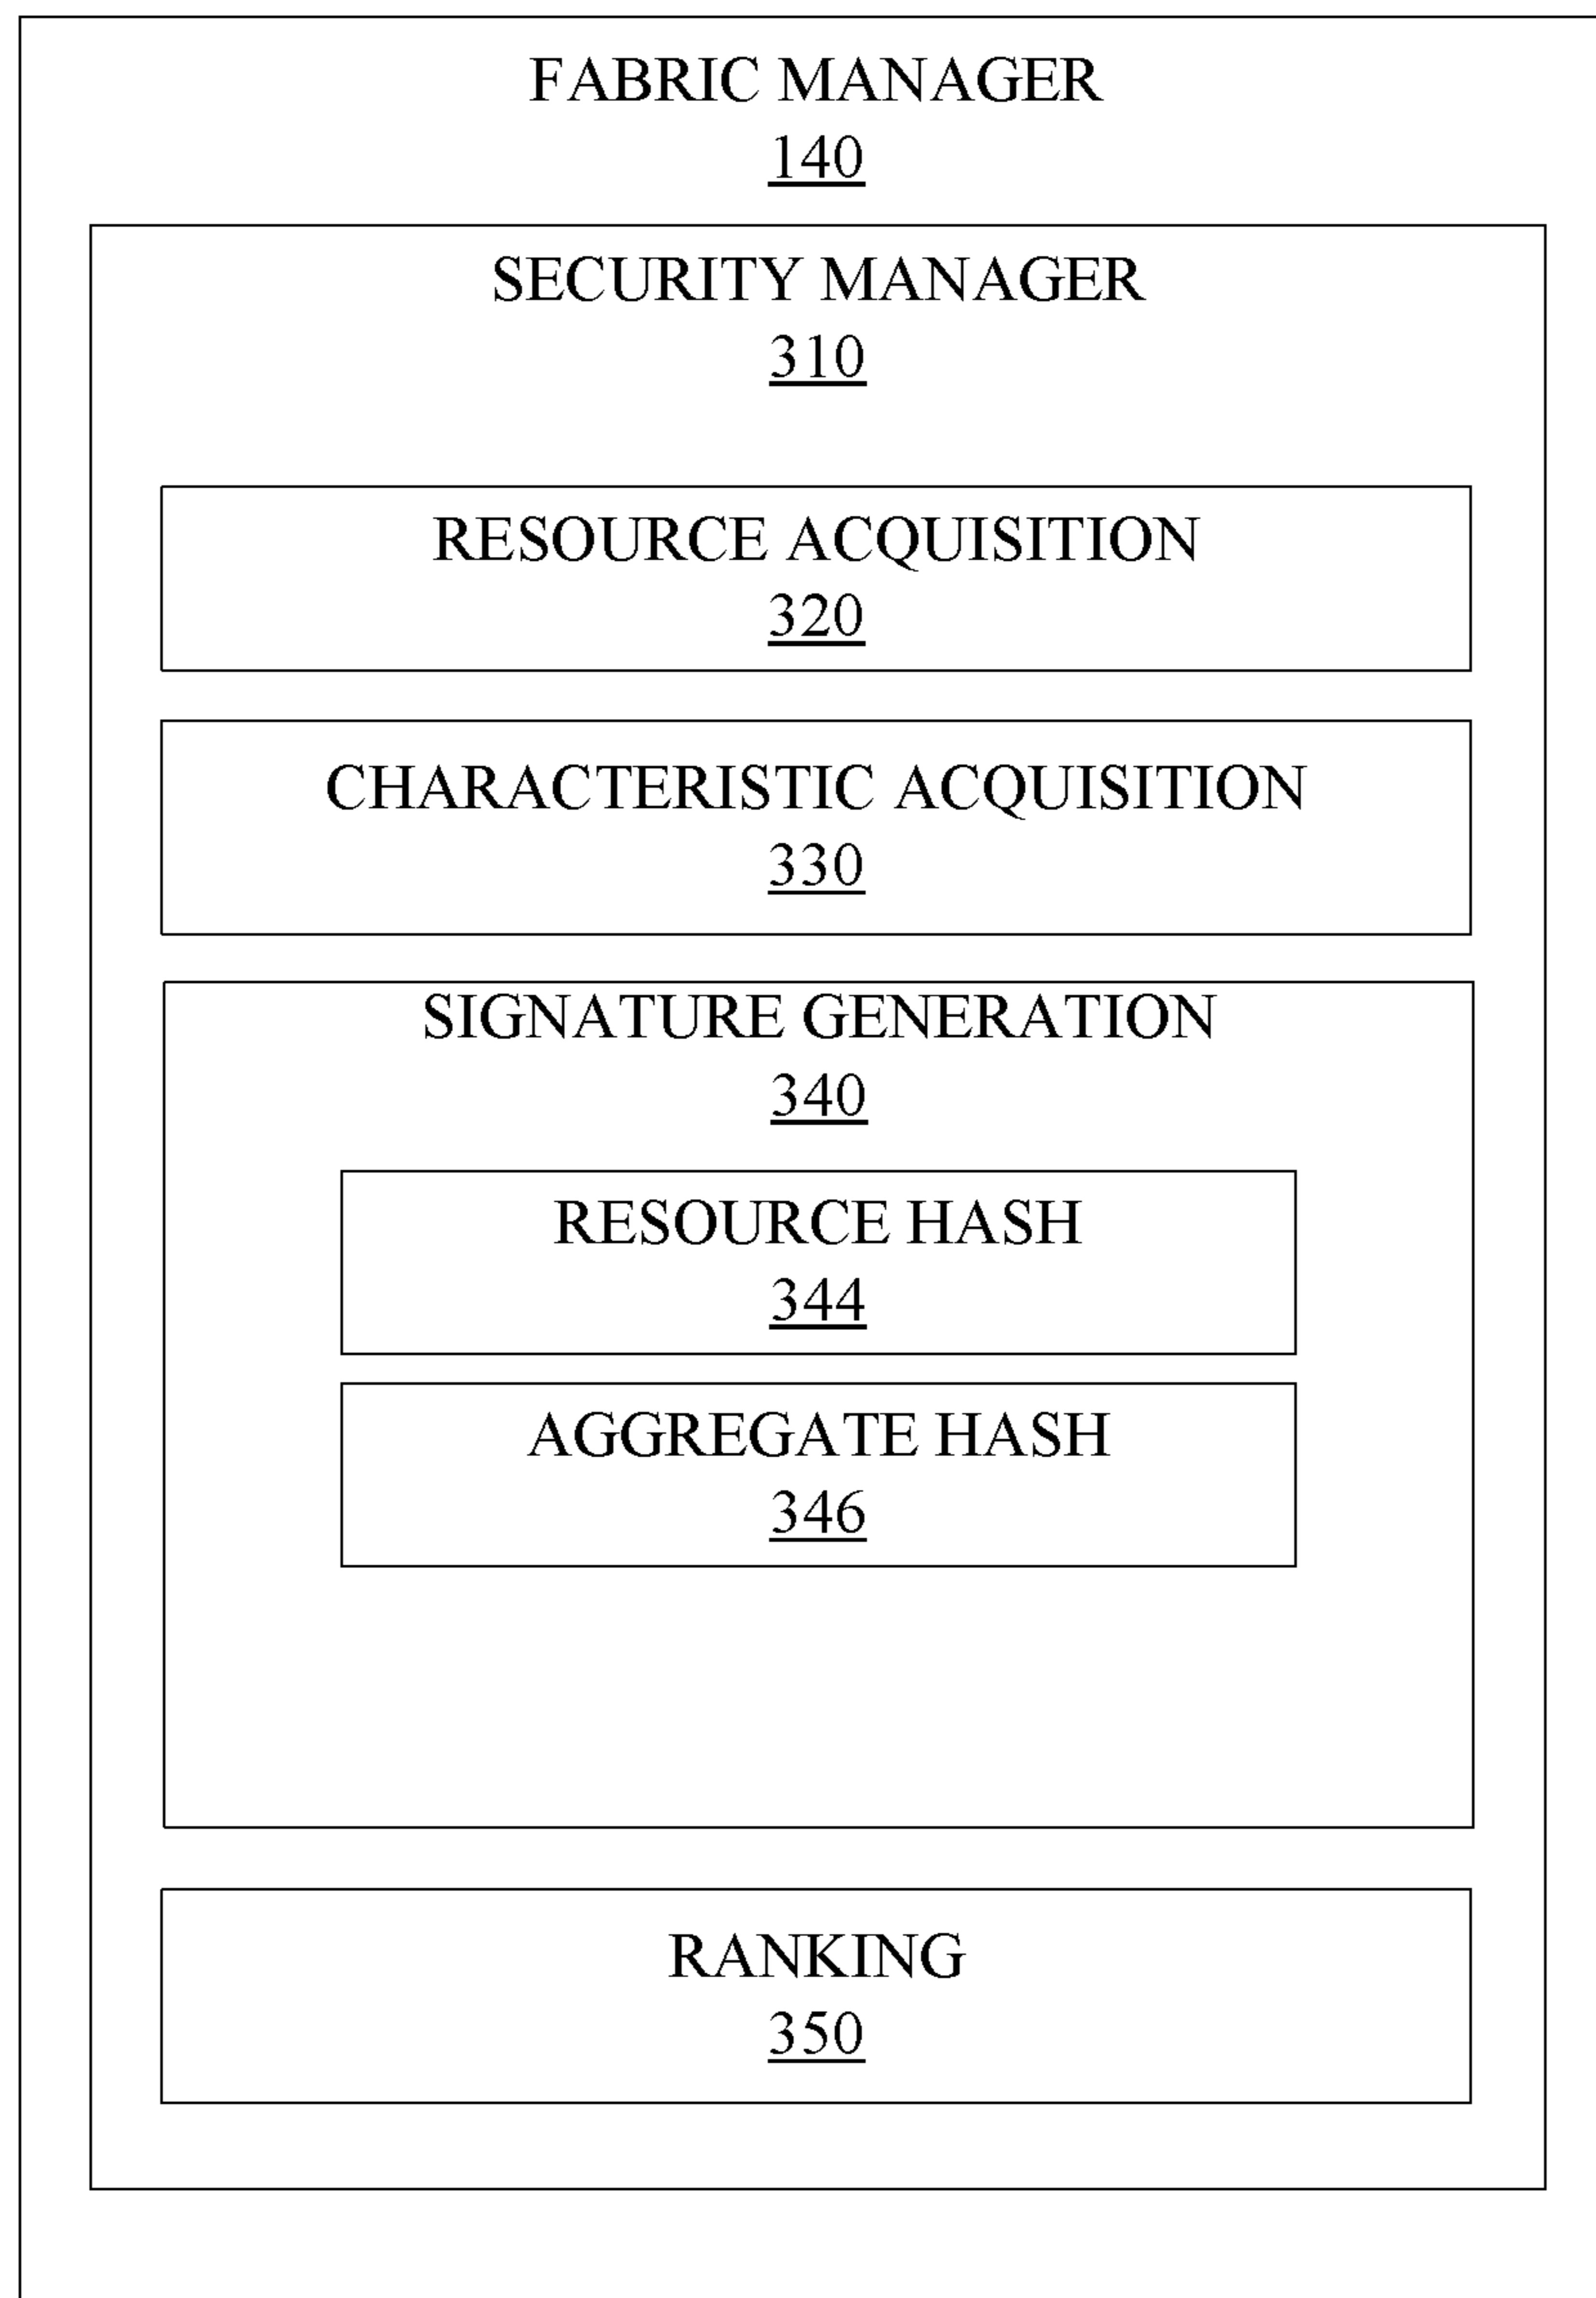 FABRIC MANAGER
140
SECURITY MANAGER
310
RESOURCE ACQUISITION
320
CHARACTERISTIC ACQUISITION
330
SIGNATURE GENERATION
340
RESOURCE HASH
344
AGGREGATE HASH
346
RANKING
350